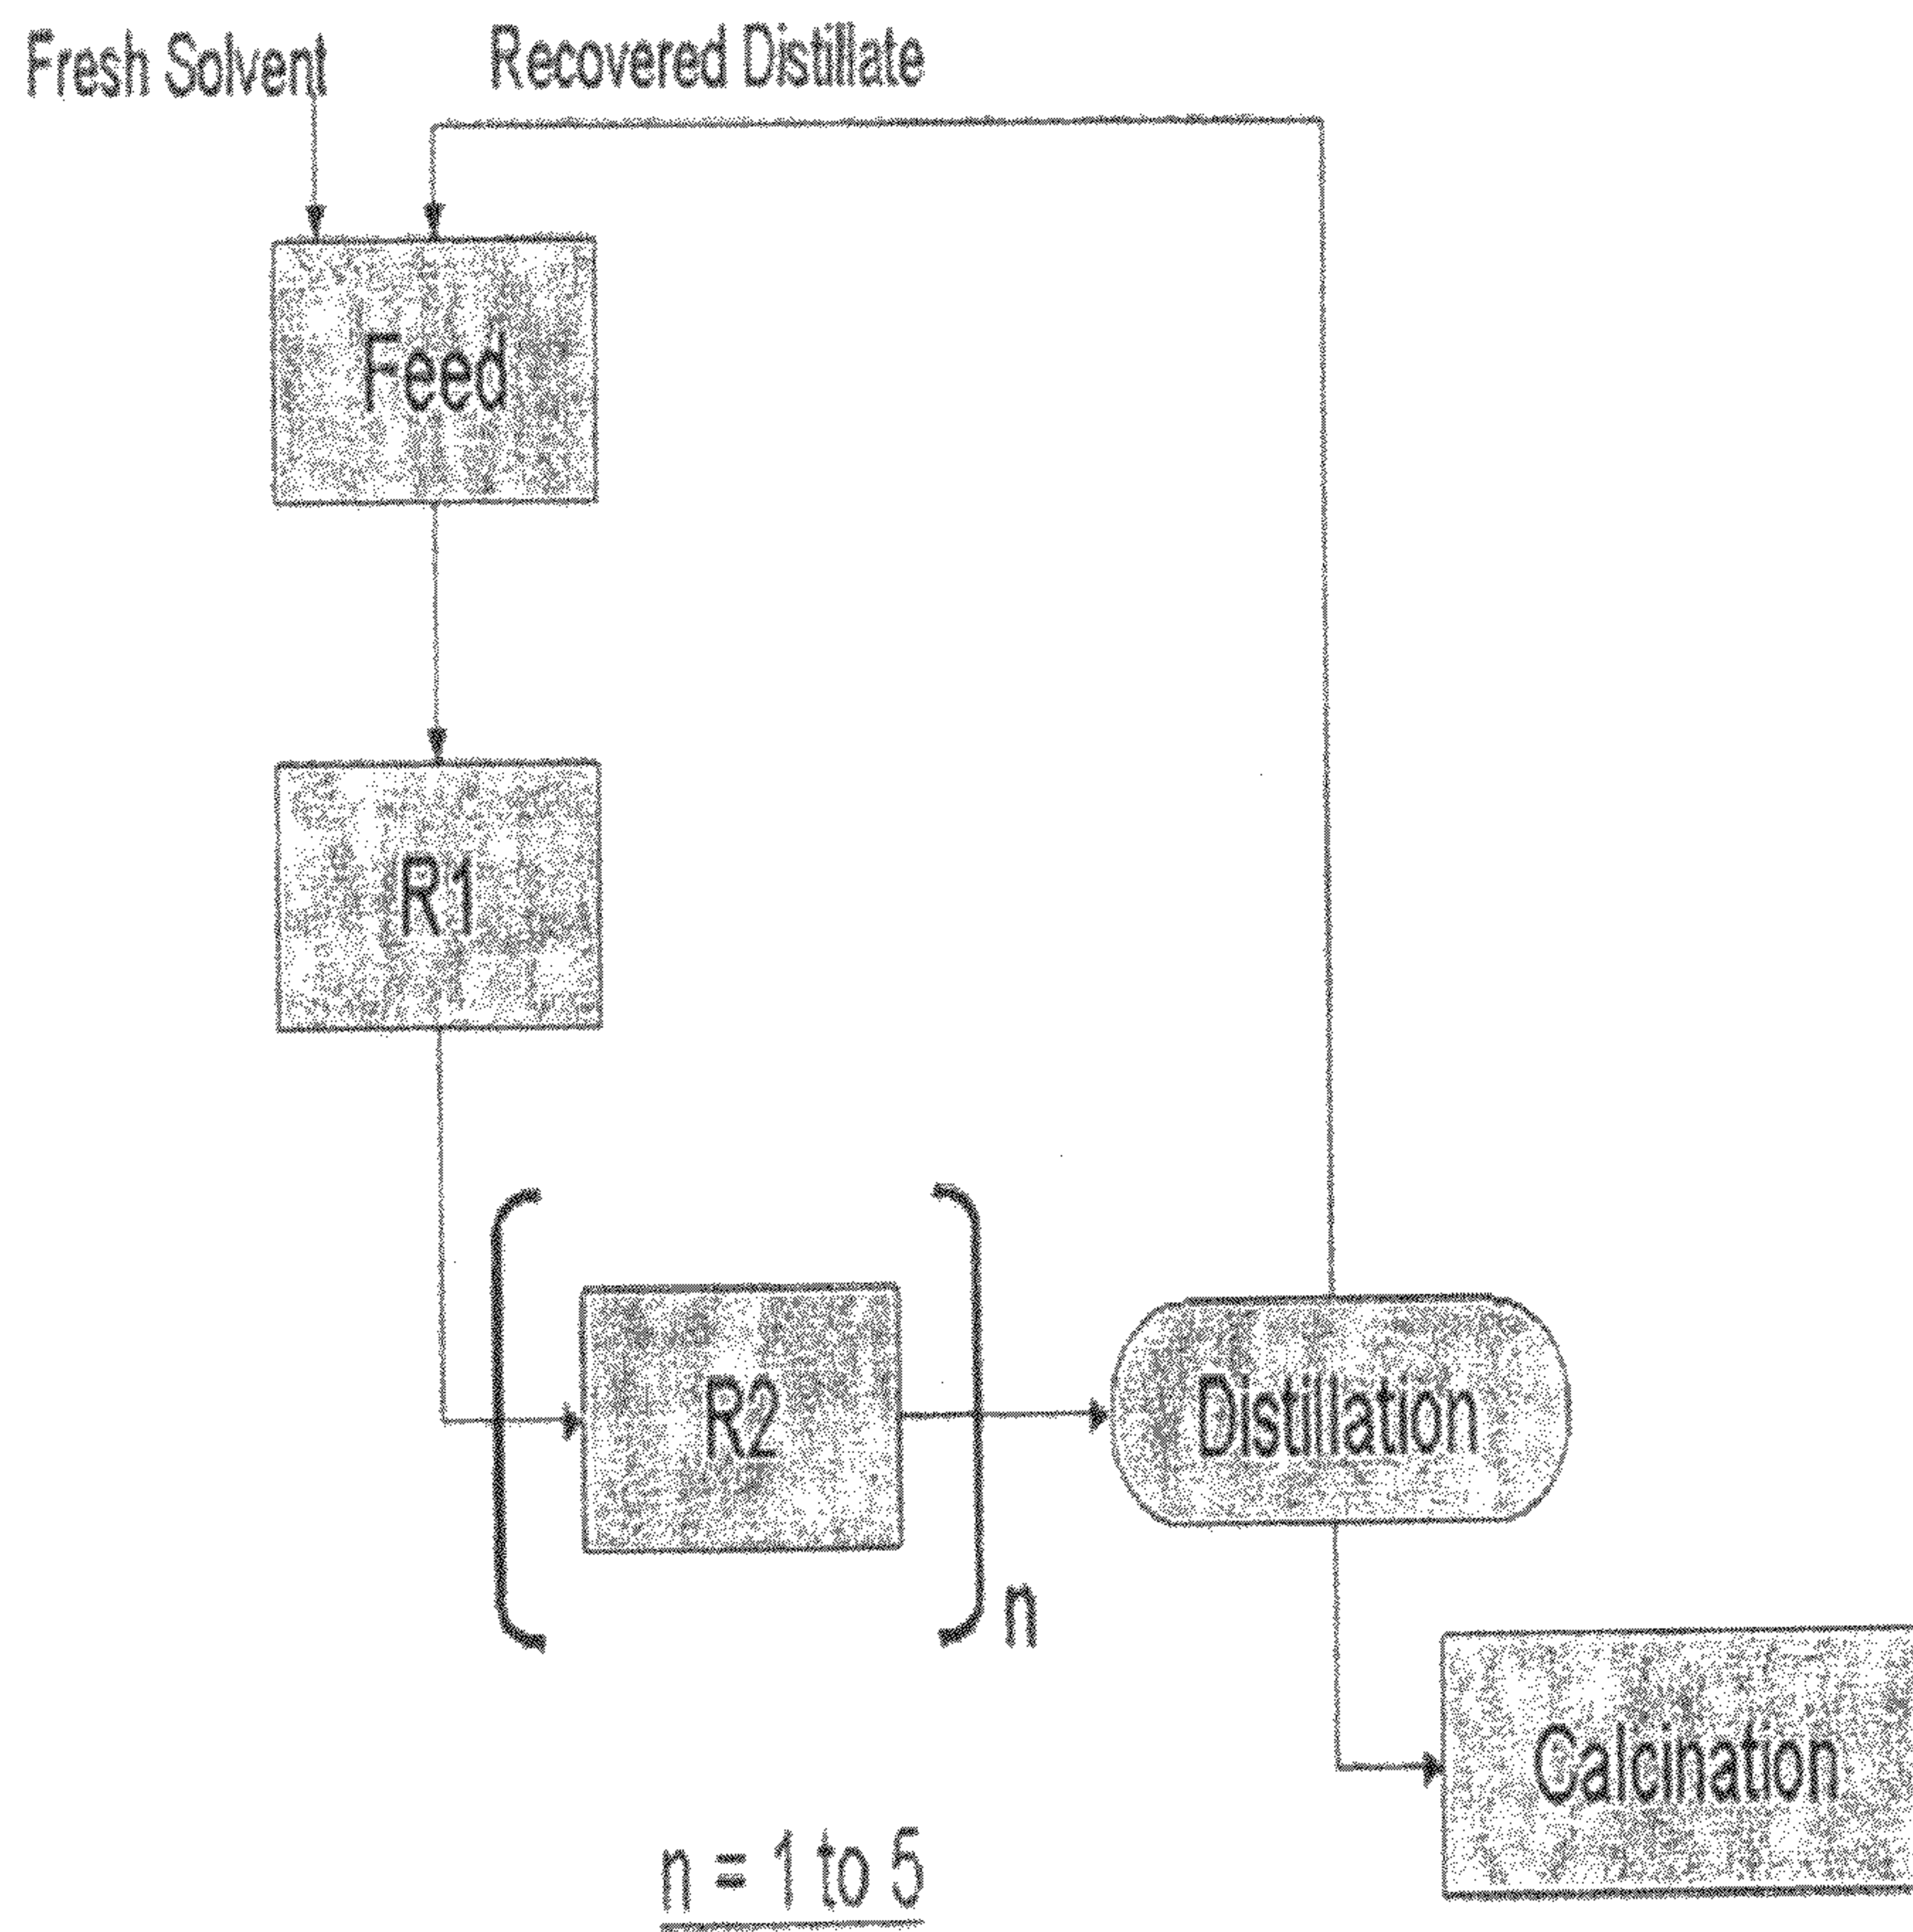 Fresh Solvent
Recovered Distillate
Feed
R1
R2
Distillation
n
Calcination
n = 1 to 5